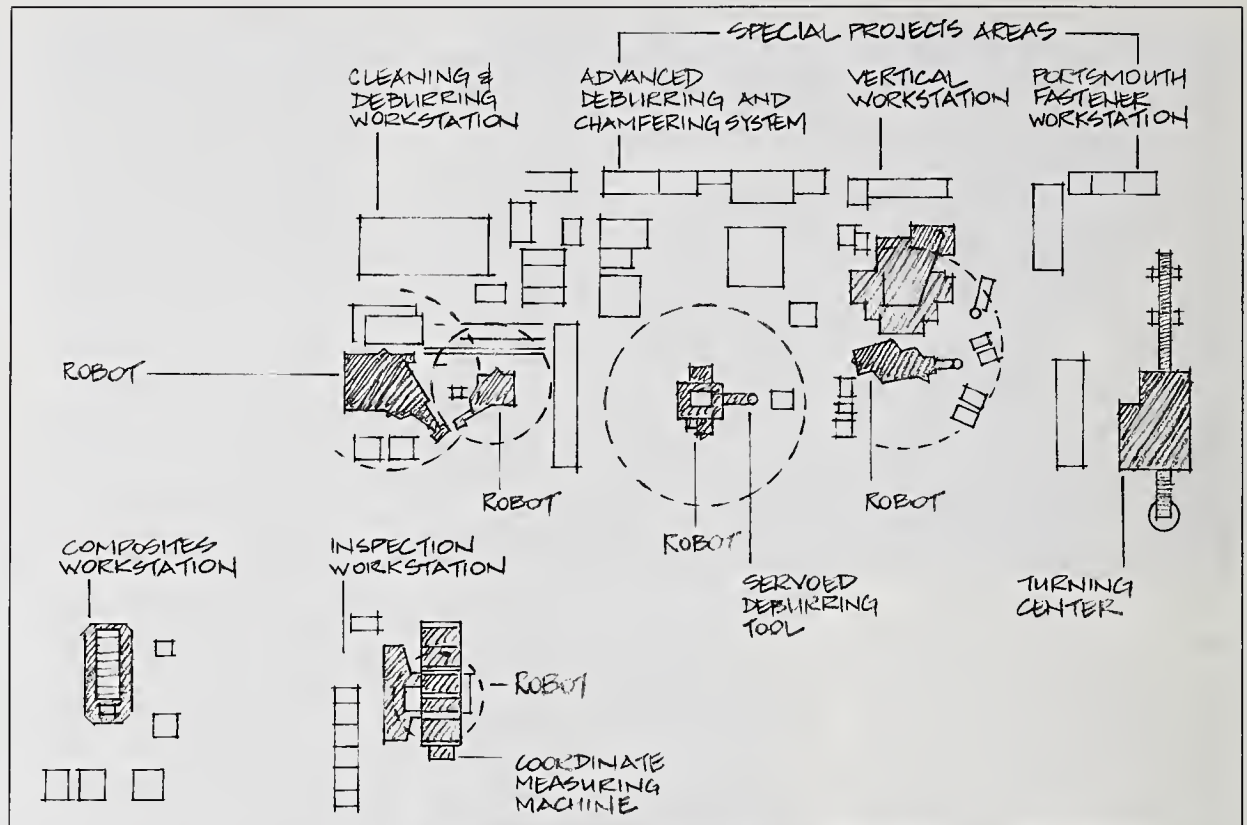 SPECIAL PROJECTS AREAS
CLEANING &
DEBURRING
WORKSTATION
ADVANCED
DEBURRING AND
CHAMFERING SYSTEM
VERTICAL
WORKSTATION
PORTSMOUTH
FASTENER
WORKSTATION
ROBOT
ROBOT
ROBOT
ROBOT
SERVOED
DEBURRING
TOOL
TURNING
CENTER
COMPOSITES
WORKSTATION
INSPECTION
WORKSTATION
ROBOT
COORDINATE
MEASURING
MACHINE